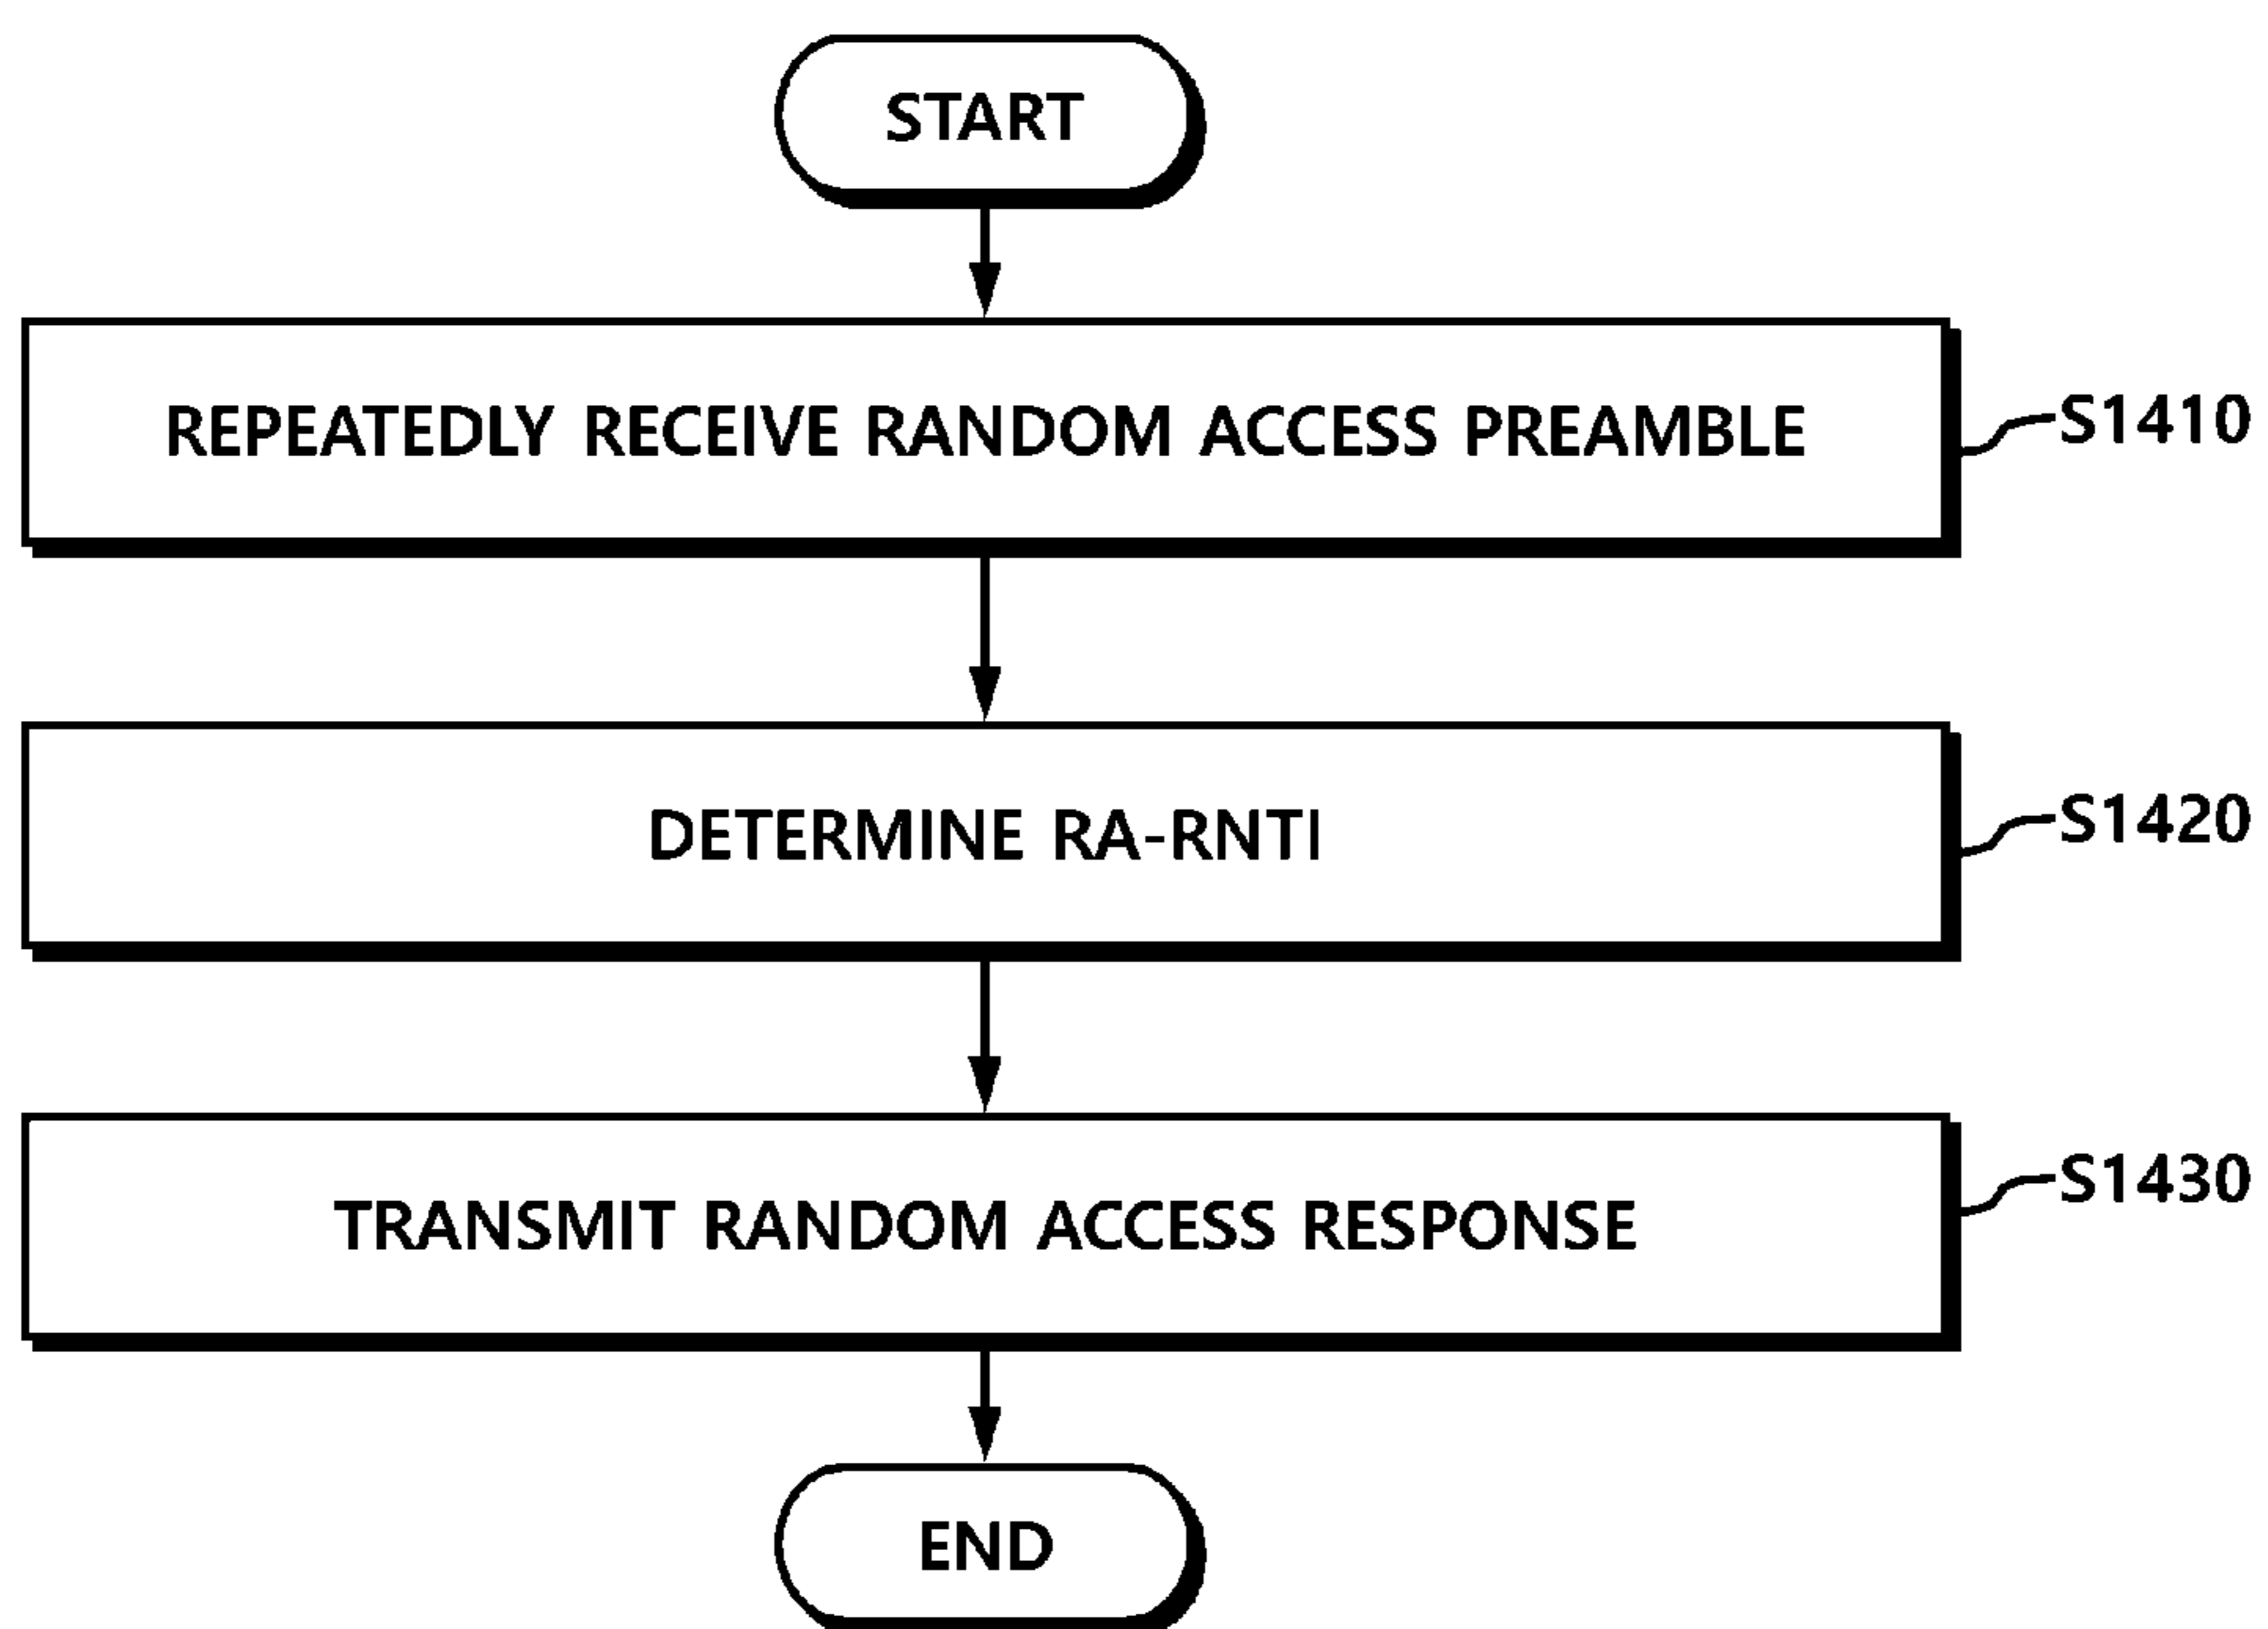 START
REPEATEDLY RECEIVE RANDOM ACCESS PREAMBLE
S1410
DETERMINE RA-RNTI
S1420
TRANSMIT RANDOM ACCESS RESPONSE
S1430
END